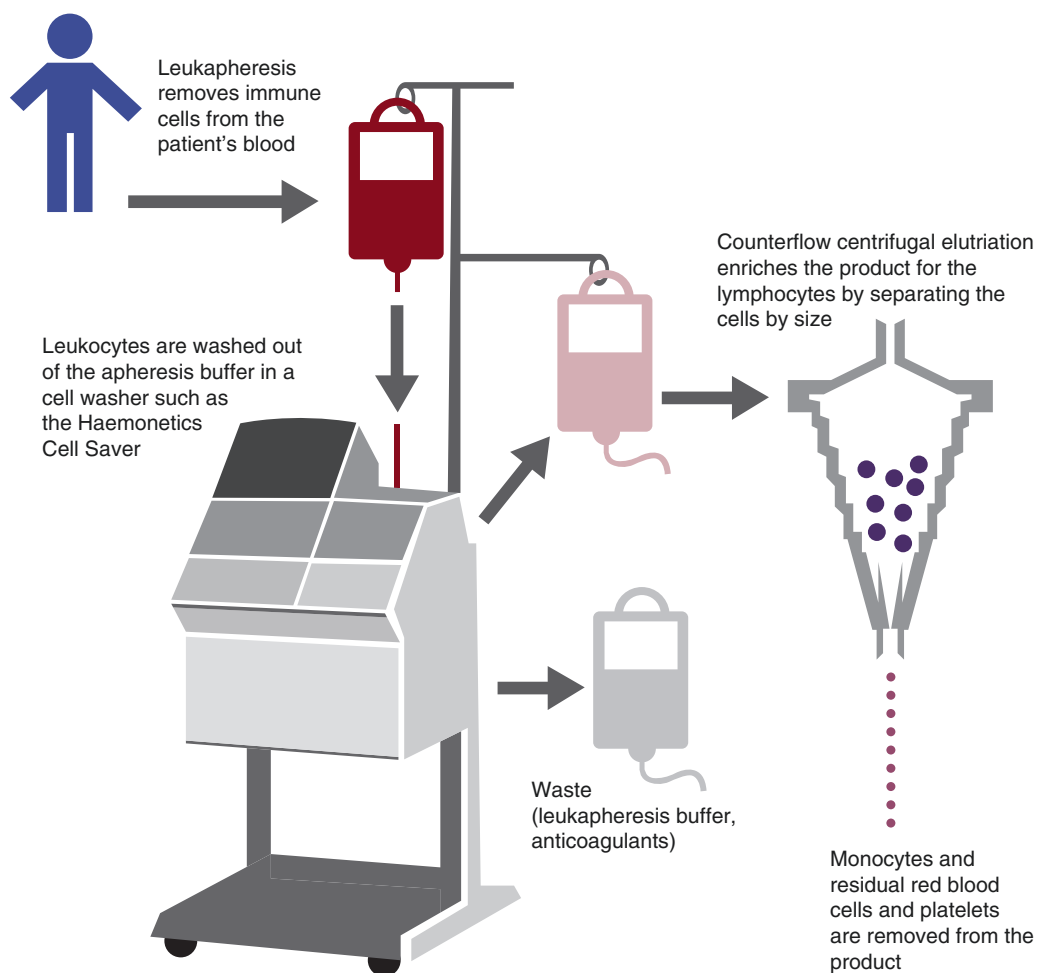 Leukapheresis
removes immune
cells from the
patient's blood
Counterflow centrifugal elutriation
enriches the product for the
lymphocytes by separating the
cells by size
Leukocytes are washed out
of the apheresis buffer in a
cell washer such as
the Haemonetics
Cell Saver
Waste
(leukapheresis buffer,
anticoagulants)
Monocytes and
residual red blood
cells and platelets
are removed from the
product